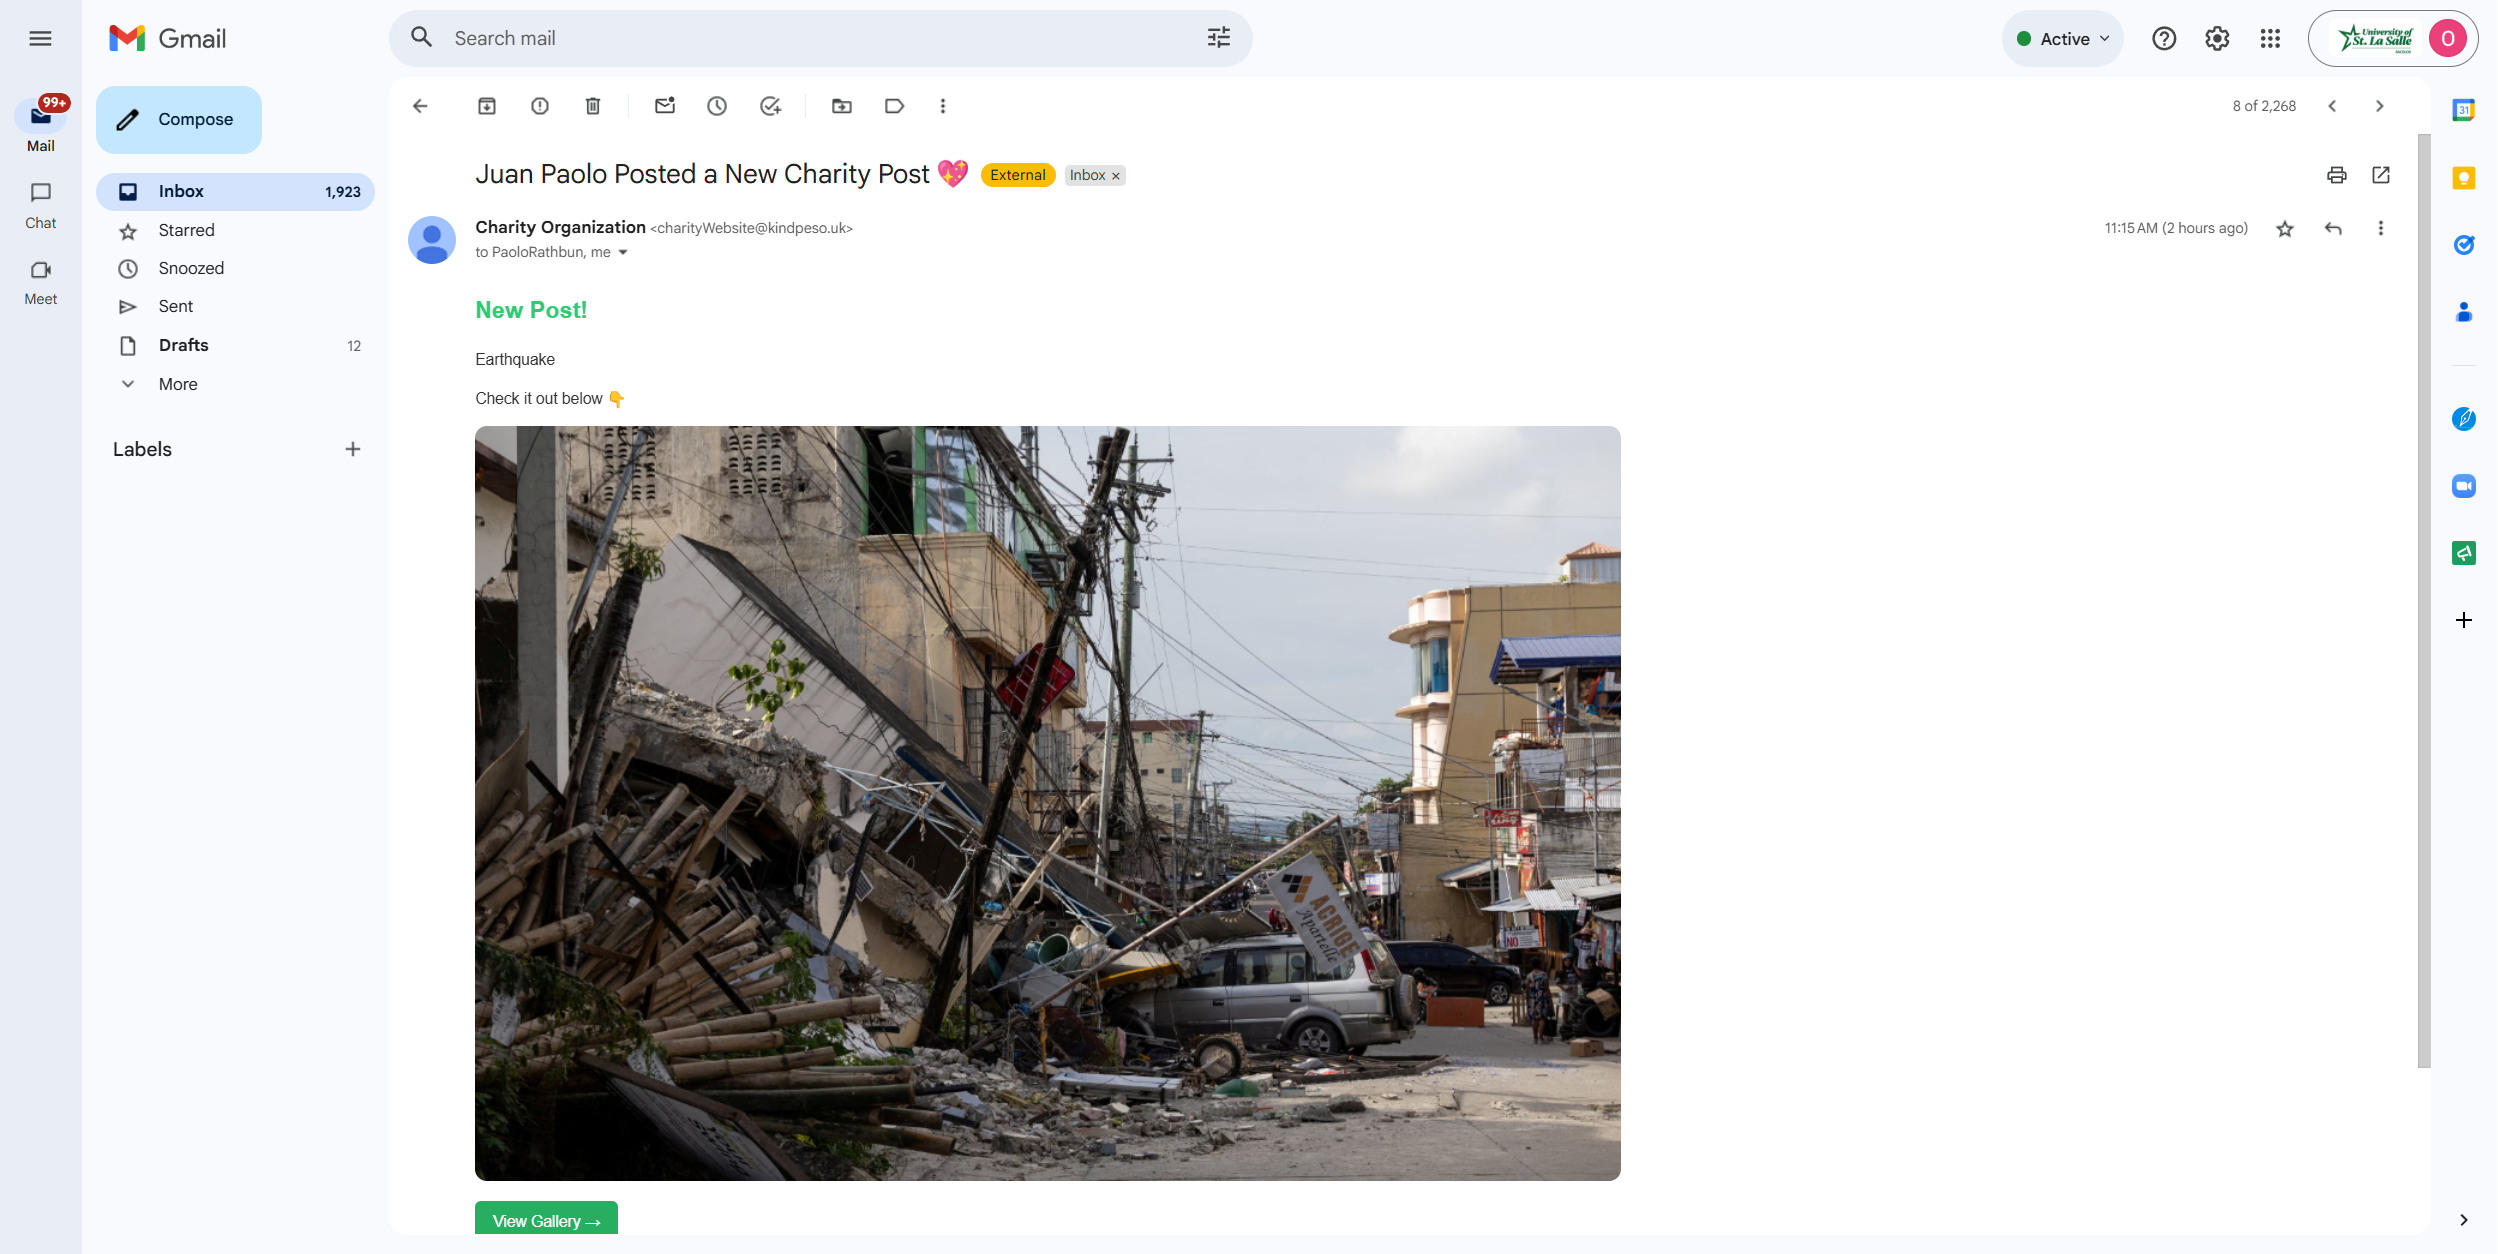 Gmail
Search mail
Active
University of
St. La Salle
BACOLOD
O
99+
Mail
Chat
Meet
Compose
Inbox 1,923
Starred
Snoozed
Sent
Drafts 12
More
Labels
8 of 2,268
Juan Paolo Posted a New Charity Post 💖 External Inbox ×
Charity Organization <charityWebsite@kindpeso.uk>
11:15 AM (2 hours ago)
to PaoloRathbun, me
New Post!
Earthquake
Check it out below 👇
ACRIGE
Apartelle
NO
View Gallery →
31